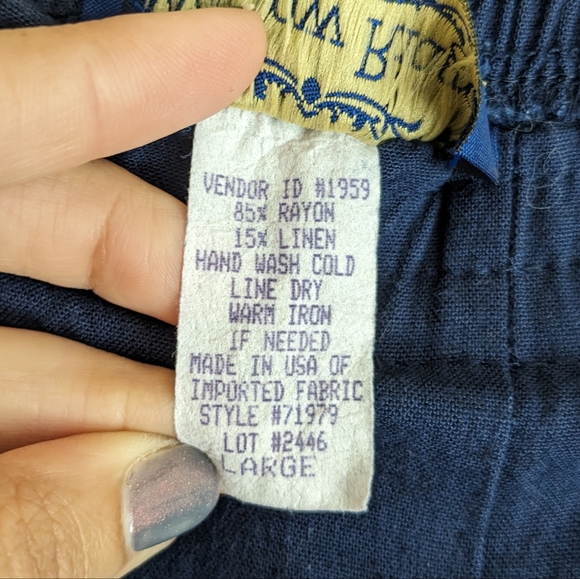 VENDOR ID #1959
85% RAYON
15% LINEN
HAND WASH COLD
LINE DRY
WARM IRON
IF NEEDED
MADE IN USA OF
IMPORTED FABRIC
STYLE #71979
LOT #2446
LARGE